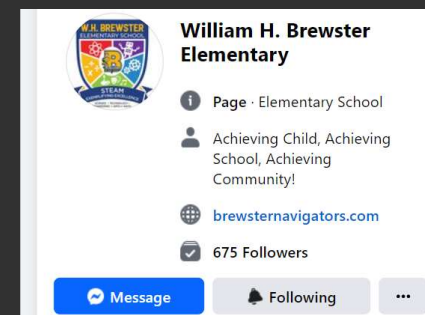 W.H. BREWSTER
ELEMENTARY SCHOOL
STEAM
William H. Brewster
Elementary
Page · Elementary School
Achieving Child, Achieving
School, Achieving
Community!
brewsternavigators.com
675 Followers
Message
Following